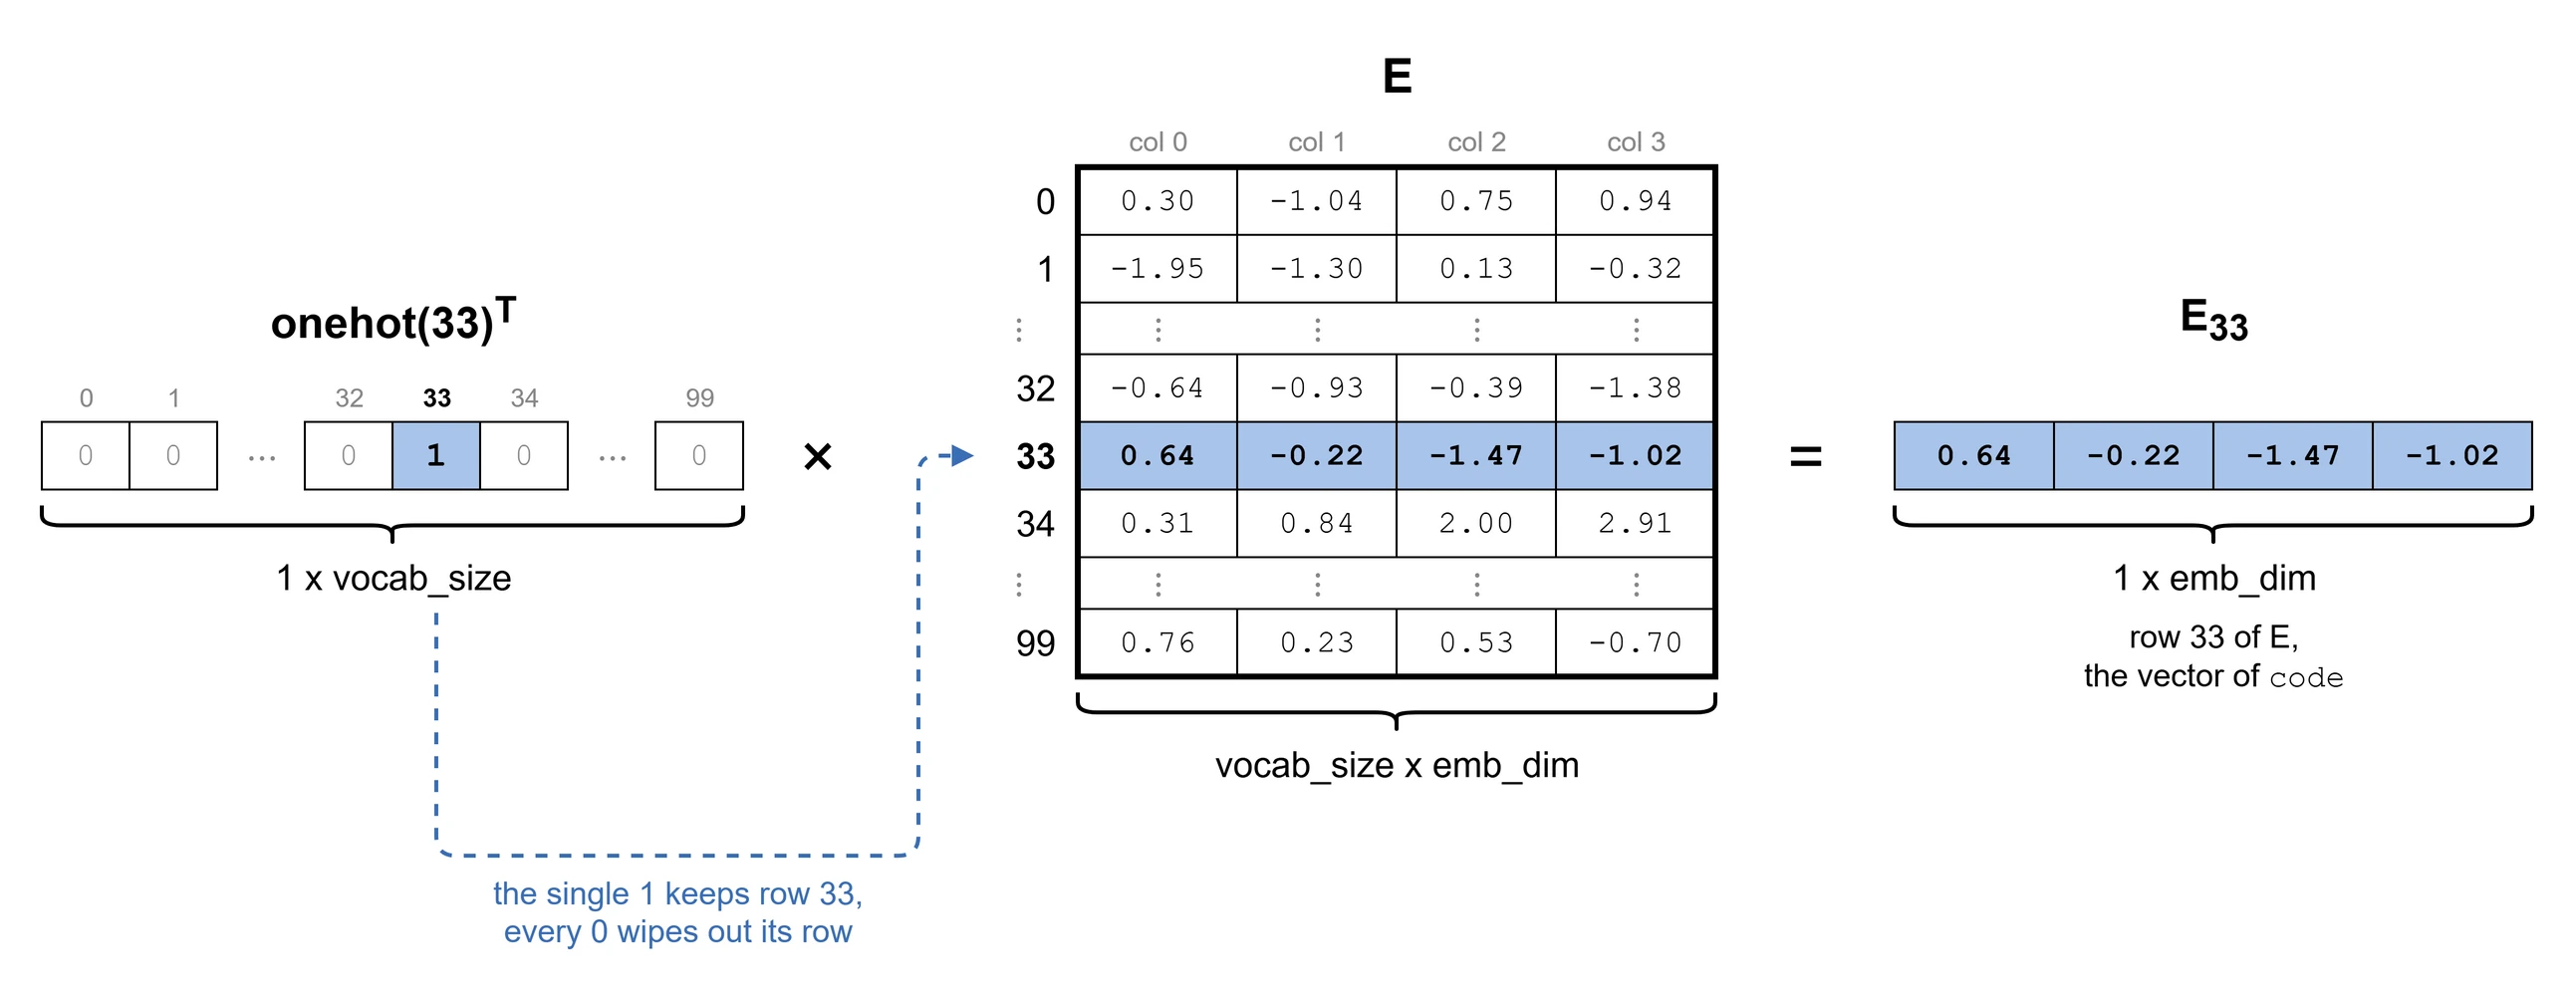 E
col 0 col 1 col 2 col 3
0 0.30 -1.04 0.75 0.94
1 -1.95 -1.30 0.13 -0.32
⋮ ⋮ ⋮ ⋮ ⋮
32 -0.64 -0.93 -0.39 -1.38
33 0.64 -0.22 -1.47 -1.02
34 0.31 0.84 2.00 2.91
⋮ ⋮ ⋮ ⋮ ⋮
99 0.76 0.23 0.53 -0.70
vocab_size x emb_dim
onehot(33)ᵀ
0 1 32 33 34 99
0 0 ... 0 1 0 ... 0
1 x vocab_size
×
the single 1 keeps row 33,
every 0 wipes out its row
=
E₃₃
0.64 -0.22 -1.47 -1.02
1 x emb_dim
row 33 of E,
the vector of code